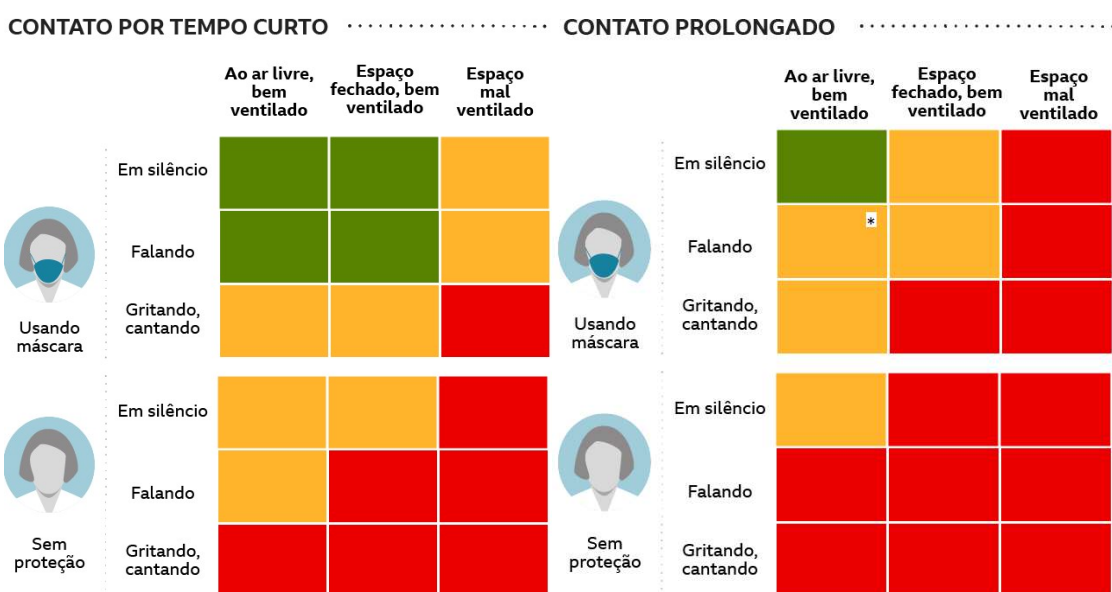 CONTATO POR TEMPO CURTO
Ao ar livre,
bem
ventilado
Espaço
fechado, bem
ventilado
Espaço
mal
ventilado
Em silêncio
Falando
Gritando,
cantando
Usando
máscara
Em silêncio
Falando
Gritando,
cantando
Sem
proteção
CONTATO PROLONGADO
Ao ar livre,
bem
ventilado
Espaço
fechado, bem
ventilado
Espaço
mal
ventilado
Em silêncio
*
Falando
Gritando,
cantando
Usando
máscara
Em silêncio
Falando
Gritando,
cantando
Sem
proteção